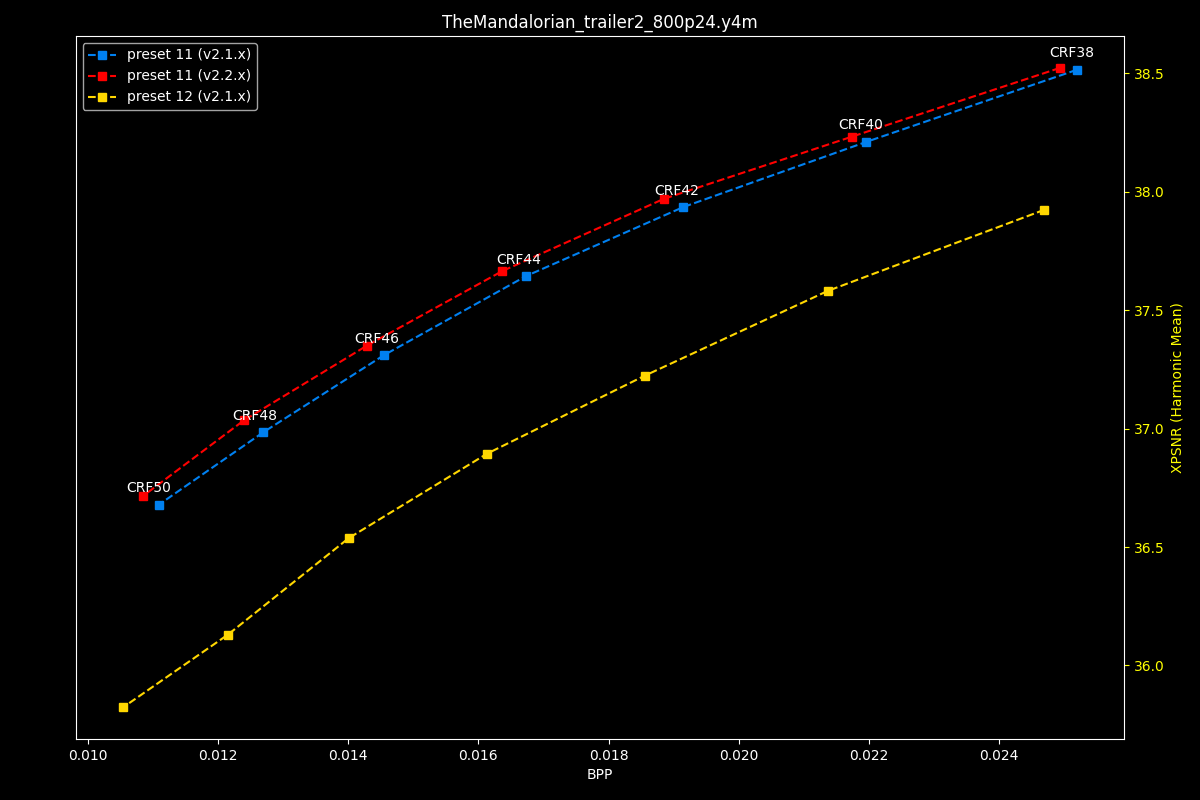 TheMandalorian_trailer2_800p24.y4m
preset 11 (v2.1.x)
preset 11 (v2.2.x)
preset 12 (v2.1.x)
CRF38
CRF40
CRF42
CRF44
CRF46
CRF48
CRF50
38.5
38.0
37.5
37.0
36.5
36.0
XPSNR (Harmonic Mean)
0.010 0.012 0.014 0.016 0.018 0.020 0.022 0.024
BPP